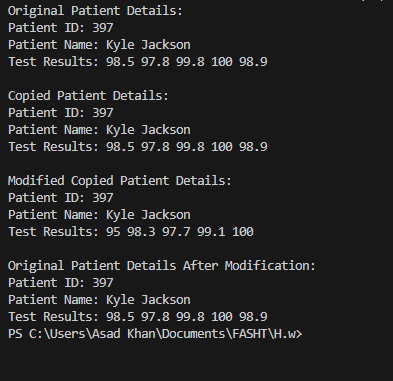 Original Patient Details:
Patient ID: 397
Patient Name: Kyle Jackson
Test Results: 98.5 97.8 99.8 100 98.9
Copied Patient Details:
Patient ID: 397
Patient Name: Kyle Jackson
Test Results: 98.5 97.8 99.8 100 98.9
Modified Copied Patient Details:
Patient ID: 397
Patient Name: Kyle Jackson
Test Results: 95 98.3 97.7 99.1 100
Original Patient Details After Modification:
Patient ID: 397
Patient Name: Kyle Jackson
Test Results: 98.5 97.8 99.8 100 98.9
PS C:\Users\Asad Khan\Documents\FASHT\H.w>